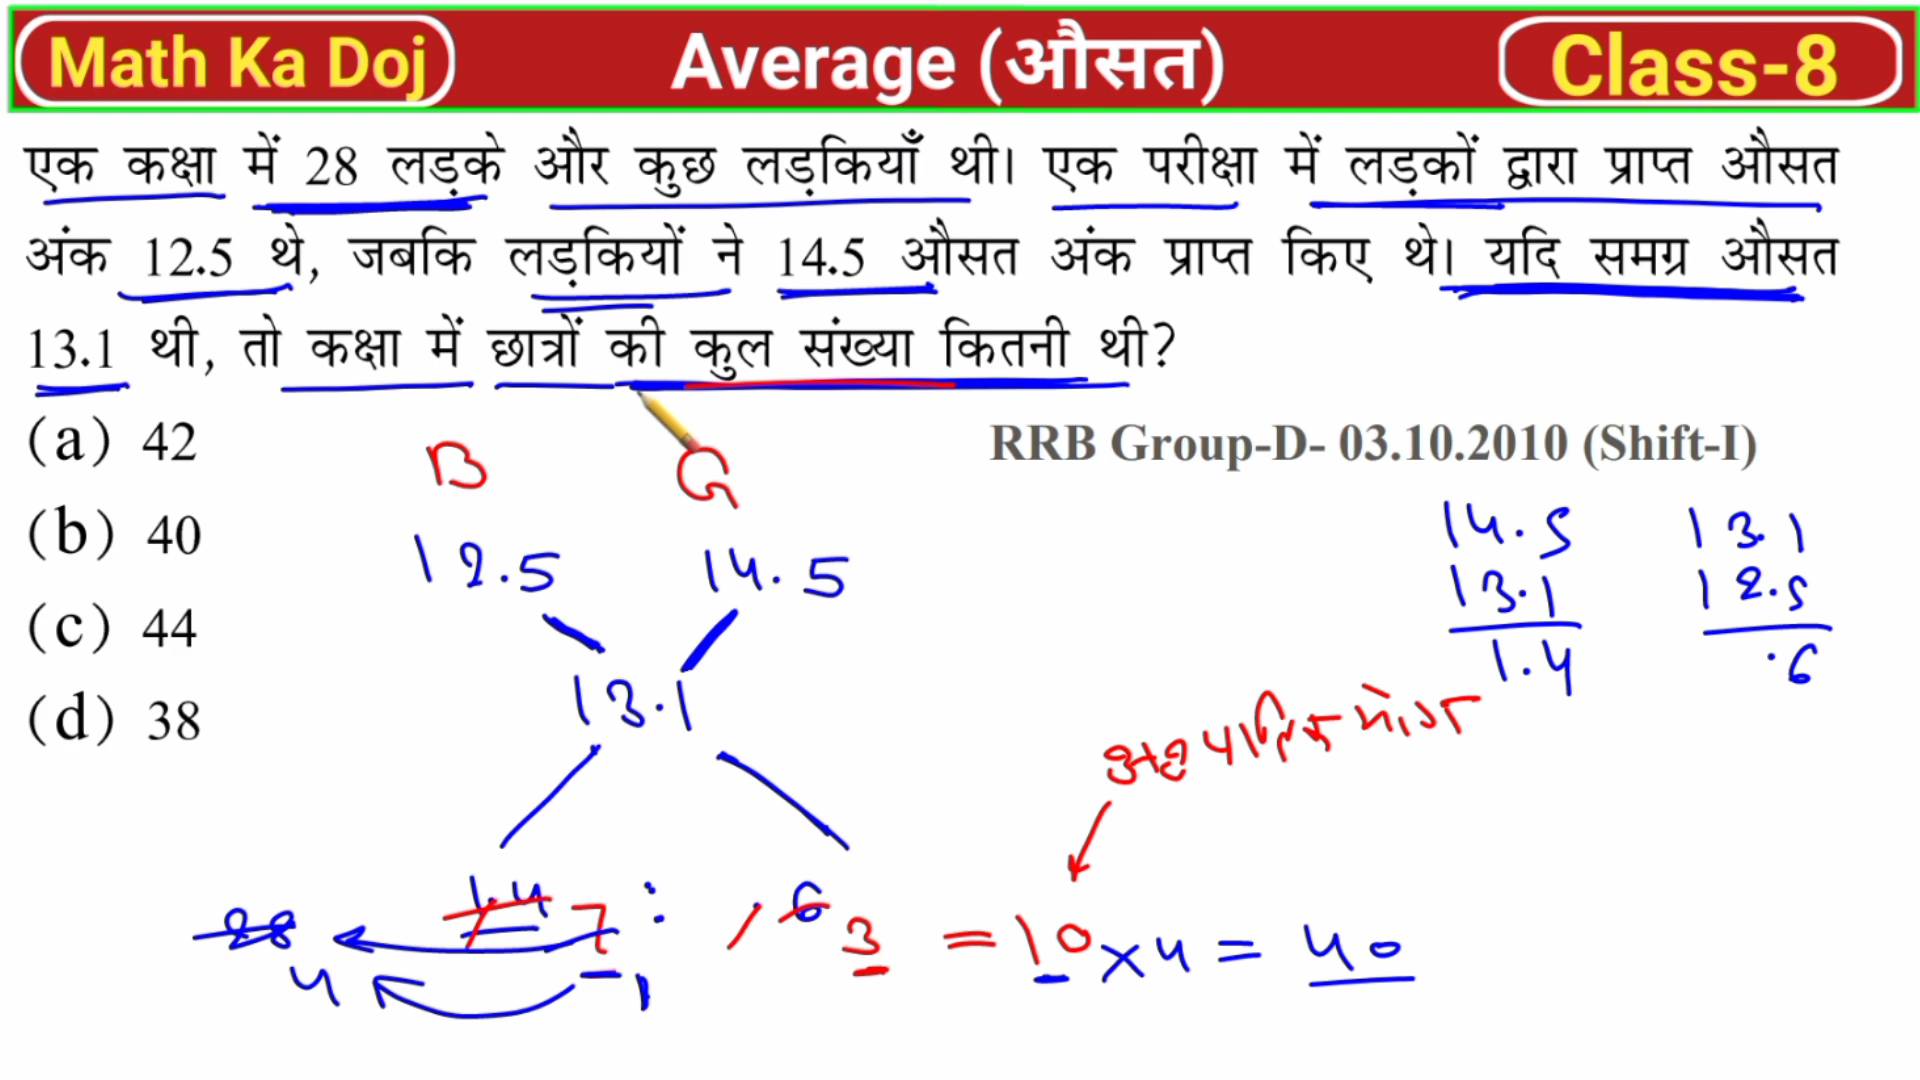 Math Ka Doj
Average (औसत)
Class-8
एक कक्षा में 28 लड़के और कुछ लड़कियाँ थी। एक परीक्षा में लड़कों द्वारा प्राप्त औसत
अंक 12.5 थे, जबकि लड़कियों ने 14.5 औसत अंक प्राप्त किए थे। यदि समग्र औसत
13.1 थी, तो कक्षा में छात्रों की कुल संख्या कितनी थी?
(a) 42
RRB Group-D- 03.10.2010 (Shift-I)
(b) 40
(c) 44
(d) 38
B G
12.5 14.5
13.1
14.5 13.1
13.1 12.5
1.4 .6
28 1.4 7 : 6 3 = 10 x 4 = 40
4 1